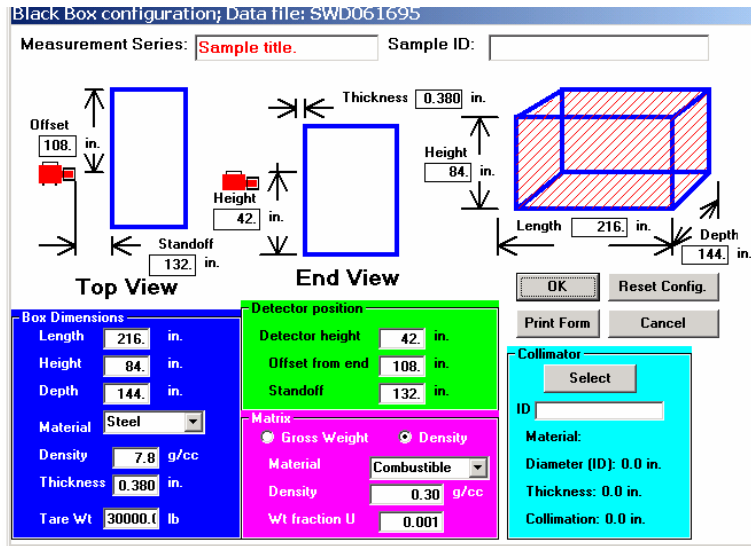 Black Box configuration; Data file: SWD061695
Measurement Series: Sample title. Sample ID:
Thickness 0.380 in.
Offset
108. in.
Height
84. in.
Height
42. in.
Length 216. in.
Standoff
132. in.
Depth
144. in.
Top View
End View
OK Reset Config.
Print Form Cancel
Box Dimensions
Length 216. in.
Height 84. in.
Depth 144. in.
Material Steel
Density 7.8 g/cc
Thickness 0.380 in.
Tare Wt 30000.( lb
Detector position
Detector height 42. in.
Offset from end 108. in.
Standoff 132. in.
Matrix
Gross Weight Density
Material Combustible
Density 0.30 g/cc
Wt fraction U 0.001
Collimator
Select
ID
Material:
Diameter (ID): 0.0 in.
Thickness: 0.0 in.
Collimation: 0.0 in.